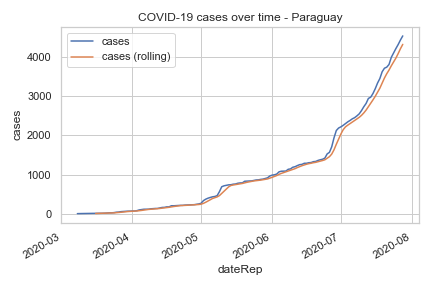 COVID-19 cases over time - Paraguay
cases
cases (rolling)
4000
3000
2000
1000
0
cases
2020-03
2020-04
2020-05
2020-06
2020-07
2020-08
dateRep